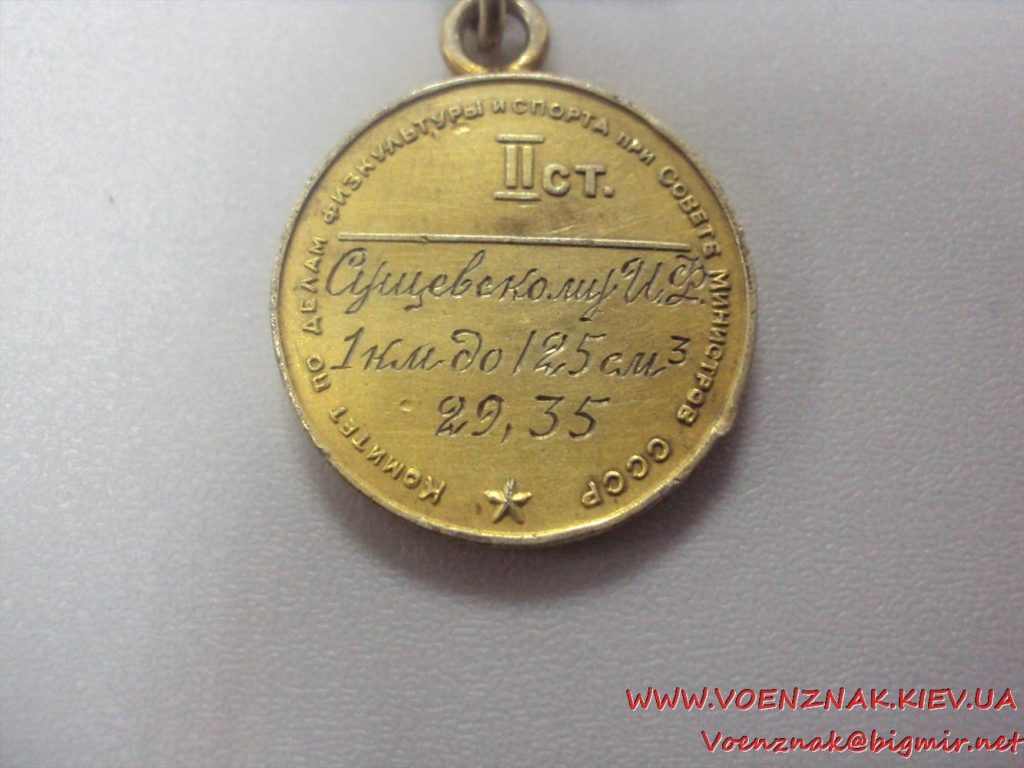 Комитет по делам физкультуры и спорта при Совете Министров СССР
II ст.
Сущевскому И.Ф.
1 км до 125 см³
29,35
WWW.VOENZNAK.KIEV.UA
Voenznak@bigmir.net